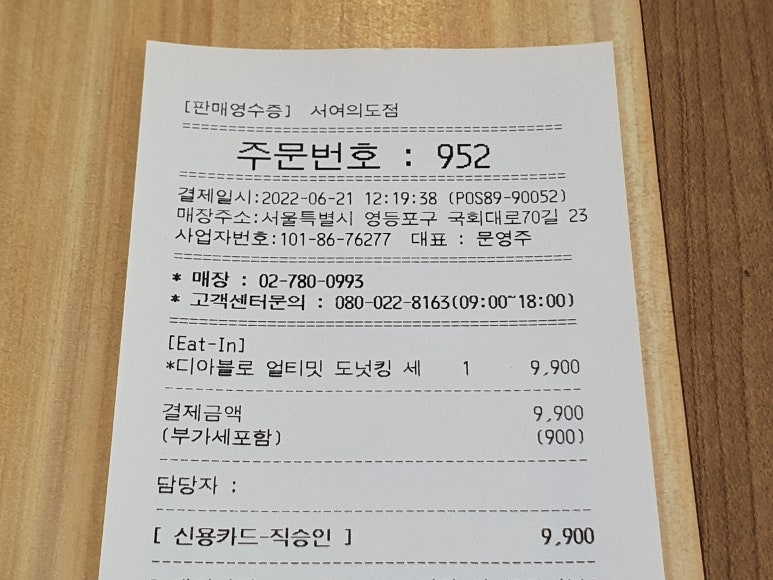 [판매영수증] 서여의도점
==========================================
주문번호 : 952
==========================================
결제일시:2022-06-21 12:19:38 (POS89-90052)
매장주소:서울특별시 영등포구 국회대로70길 23
사업자번호:101-86-76277 대표 : 문영주
==========================================
* 매장 : 02-780-0993
* 고객센터문의 : 080-022-8163(09:00~18:00)
==========================================
[Eat-In]
*디아블로 얼티밋 도넛킹 세 1 9,900
------------------------------------------
결제금액 9,900
(부가세포함) (900)
------------------------------------------
담당자 :
------------------------------------------
[ 신용카드-직승인 ] 9,900
------------------------------------------